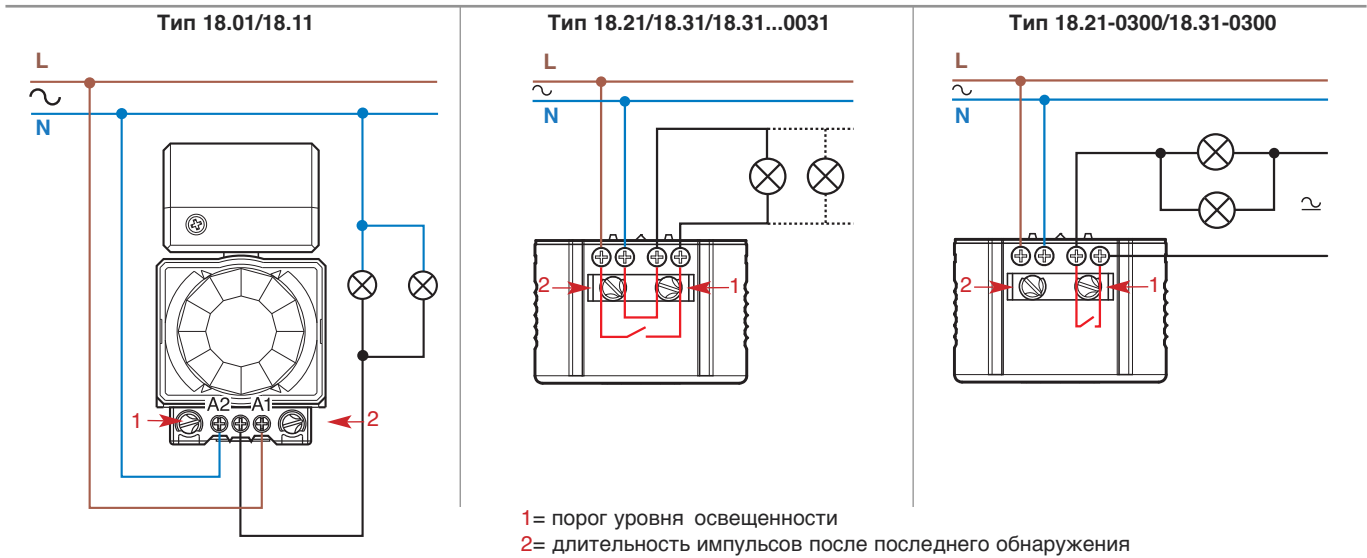 Тип 18.01/18.11
L
N
A2 A1
1
2
Тип 18.21/18.31/18.31...0031
L
N
2
1
Тип 18.21-0300/18.31-0300
L
N
2
1
1= порог уровня освещенности
2= длительность импульсов после последнего обнаружения